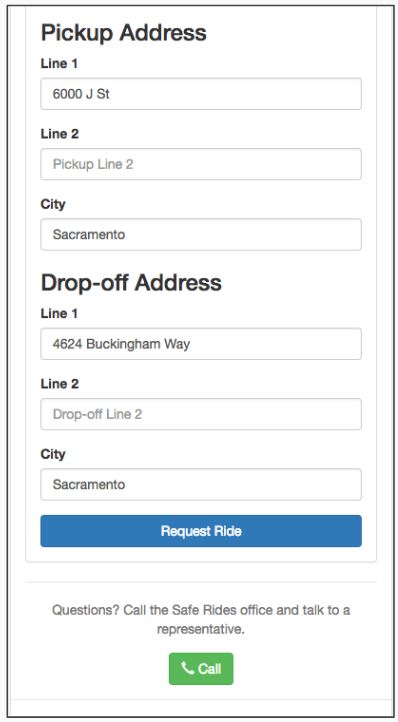 Pickup Address
Line 1
6000 J St
Line 2
Pickup Line 2
City
Sacramento
Drop-off Address
Line 1
4624 Buckingham Way
Line 2
Drop-off Line 2
City
Sacramento
Request Ride
Questions? Call the Safe Rides office and talk to a
representative.
Call